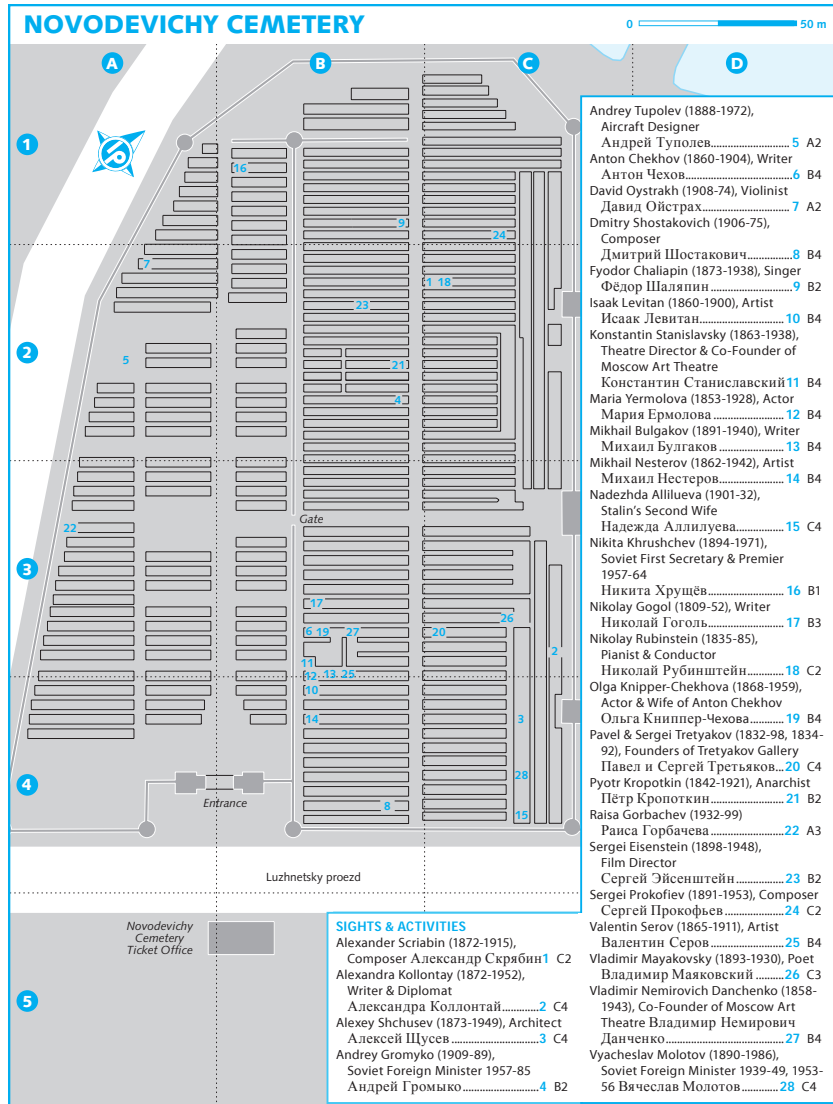 NOVODEVICHY CEMETERY
0 50 m
A B C D
1
2
3
4
5
16
9
24
7
1 18
23
5
21
4
Gate
22
17
26
6 19 27 20
2
11
12 13 25
10
14 3
28
8 15
Entrance
Luzhnetsky proezd
Novodevichy
Cemetery
Ticket Office
SIGHTS & ACTIVITIES
Alexander Scriabin (1872-1915),
Composer Александр Скрябин1 C2
Alexandra Kollontay (1872-1952),
Writer & Diplomat
Александра Коллонтай............2 C4
Alexey Shchusev (1873-1949), Architect
Алексей Щусев..........................3 C4
Andrey Gromyko (1909-89),
Soviet Foreign Minister 1957-85
Андрей Громыко......................4 B2
Andrey Tupolev (1888-1972),
Aircraft Designer
Андрей Туполев........................5 A2
Anton Chekhov (1860-1904), Writer
Антон Чехов..............................6 B4
David Oystrakh (1908-74), Violinist
Давид Ойстрах..........................7 A2
Dmitry Shostakovich (1906-75),
Composer
Дмитрий Шостакович.............8 B4
Fyodor Chaliapin (1873-1938), Singer
Фёдор Шаляпин.......................9 B2
Isaak Levitan (1860-1900), Artist
Исаак Левитан........................10 B4
Konstantin Stanislavsky (1863-1938),
Theatre Director & Co-Founder of
Moscow Art Theatre
Константин Станиславский11 B4
Maria Yermolova (1853-1928), Actor
Мария Ермолова....................12 B4
Mikhail Bulgakov (1891-1940), Writer
Михаил Булгаков....................13 B4
Mikhail Nesterov (1862-1942), Artist
Михаил Нестеров....................14 B4
Nadezhda Allilueva (1901-32),
Stalin's Second Wife
Надежда Аллилуева................15 C4
Nikita Khrushchev (1894-1971),
Soviet First Secretary & Premier
1957-64
Никита Хрущёв.......................16 B1
Nikolay Gogol (1809-52), Writer
Николай Гоголь......................17 B3
Nikolay Rubinstein (1835-85),
Pianist & Conductor
Николай Рубинштейн.............18 C2
Olga Knipper-Chekhova (1868-1959),
Actor & Wife of Anton Chekhov
Ольга Книппер-Чехова..........19 B4
Pavel & Sergei Tretyakov (1832-98, 1834-
92), Founders of Tretyakov Gallery
Павел и Сергей Третьяков....20 C4
Pyotr Kropotkin (1842-1921), Anarchist
Пётр Кропоткин.....................21 B2
Raisa Gorbachev (1932-99)
Раиса Горбачева.....................22 A3
Sergei Eisenstein (1898-1948),
Film Director
Сергей Эйсенштейн................23 B2
Sergei Prokofiev (1891-1953), Composer
Сергей Прокофьев..................24 C2
Valentin Serov (1865-1911), Artist
Валентин Серов......................25 B4
Vladimir Mayakovsky (1893-1930), Poet
Владимир Маяковский..........26 C3
Vladimir Nemirovich Danchenko (1858-
1943), Co-Founder of Moscow Art
Theatre Владимир Немирович
Данченко..................................27 B4
Vyacheslav Molotov (1890-1986),
Soviet Foreign Minister 1939-49, 1953-
56 Вячеслав Молотов.............28 C4